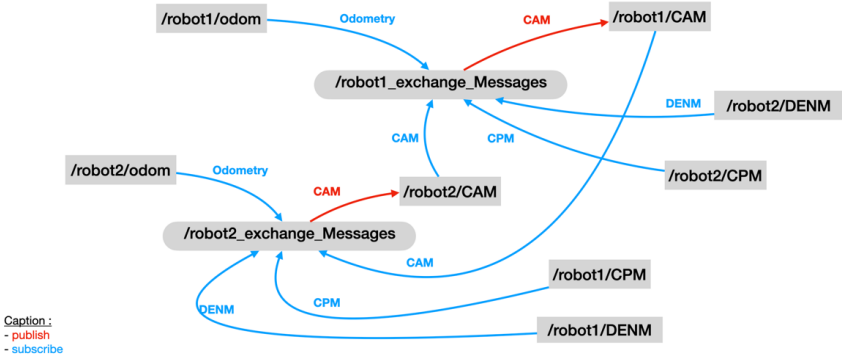 /robot1/odom
Odometry
CAM
/robot1/CAM
/robot1_exchange_Messages
DENM
/robot2/DENM
CAM
CPM
/robot2/odom
Odometry
/robot2/CPM
CAM
/robot2/CAM
/robot2_exchange_Messages
CAM
/robot1/CPM
DENM
CPM
/robot1/DENM
Caption :
- publish
- subscribe